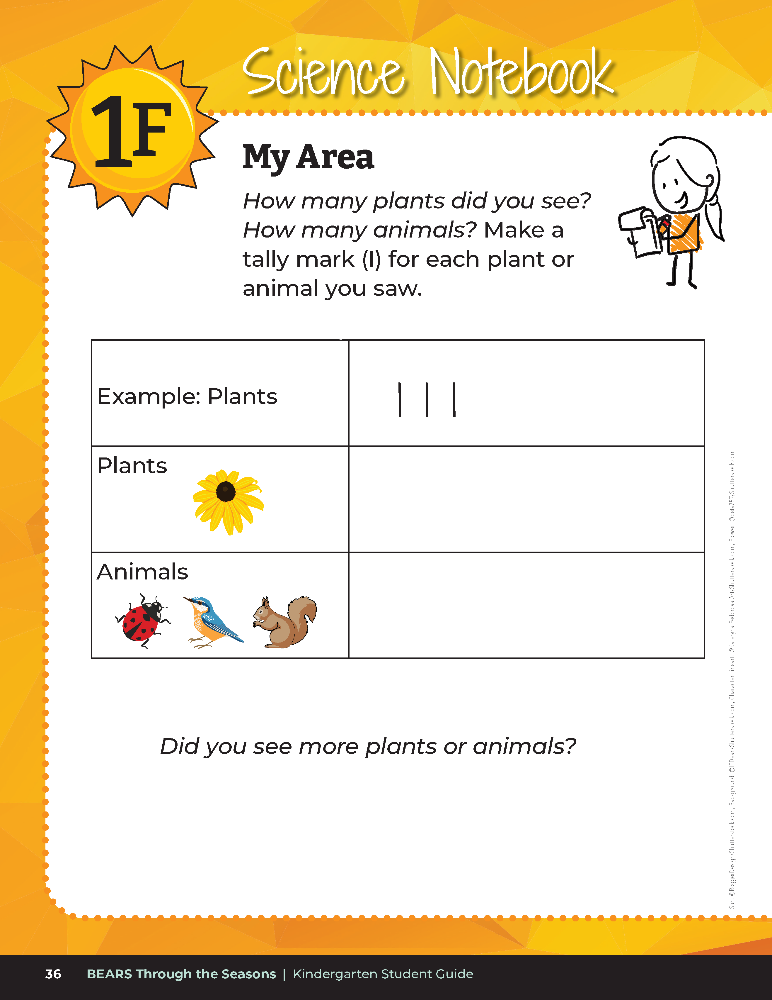 Science Notebook
1F
My Area
How many plants did you see?
How many animals? Make a
tally mark (I) for each plant or
animal you saw.
Example: Plants
Plants
Animals
Did you see more plants or animals?
Sun: ©RoggerDesign/Shutterstock.com; Background: ©LTDean/Shutterstock.com; Character Lineart: @Kateryna Fedorova Art/Shutterstock.com; Flower: ©beta757/Shutterstock.com
36 BEARS Through the Seasons | Kindergarten Student Guide